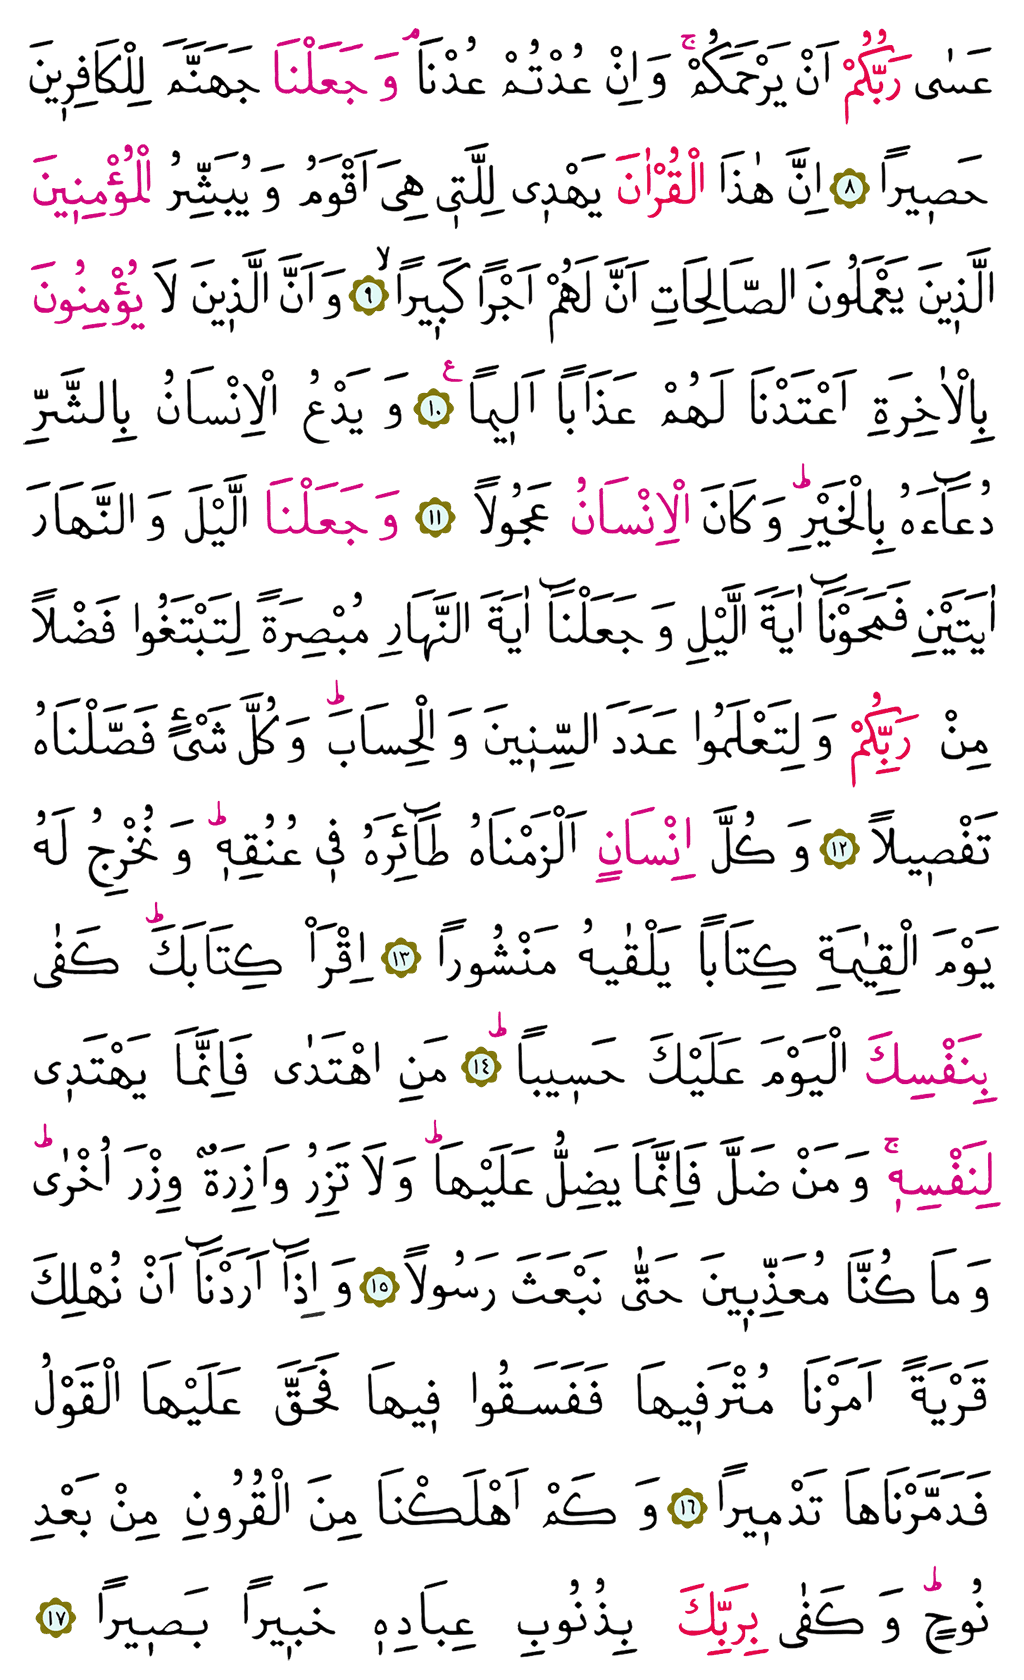 عَسٰى رَبُّكُمْ اَنْ يَرْحَمَكُمْۚ وَاِنْ عُدْتُمْ عُدْنَاۢ وَجَعَلْنَا جَهَنَّمَ لِلْكَافِرِينَ
حَصٖيراً ٨ اِنَّ هٰذَا الْقُرْاٰنَ يَهْدٖى لِلَّتٖى هِىَ اَقْوَمُ وَيُبَشِّرُ الْمُؤْمِنٖينَ
الَّذٖينَ يَعْمَلُونَ الصَّالِحَاتِ اَنَّ لَهُمْ اَجْرًا كَبٖيراًۙ ٩ وَاَنَّ الَّذٖينَ لَا يُؤْمِنُونَ
بِالْاٰخِرَةِ اَعْتَدْنَا لَهُمْ عَذَاباً اَلٖيماًࣖ ١٠ وَيَدْعُ الْاِنْسَانُ بِالشَّرِّ
دُعَٓاءَهُ بِالْخَيْرِؕ وَكَانَ الْاِنْسَانُ عَجُولاً ١١ وَجَعَلْنَا الَّيْلَ وَالنَّهَارَ
اٰيَتَيْنِ فَمَحَوْنَٓا اٰيَةَ الَّيْلِ وَجَعَلْنَٓا اٰيَةَ النَّهَارِ مُبْصِرَةً لِتَبْتَغُوا فَضْلاً
مِنْ رَبِّكُمْ وَلِتَعْلَمُوا عَدَدَ السِّنٖينَ وَالْحِسَابَؕ وَكُلَّ شَىْءٍ فَصَّلْنَاهُ
تَفْصٖيلاً ١٢ وَكُلَّ اِنْسَانٍ اَلْزَمْنَاهُ طَٓائِرَهُ فٖى عُنُقِهٖؕ وَنُخْرِجُ لَهُ
يَوْمَ الْقِيٰمَةِ كِتَاباً يَلْقٰيهُ مَنْشُوراً ١٣ اِقْرَاْ كِتَابَكَؕ كَفٰى
بِنَفْسِكَ الْيَوْمَ عَلَيْكَ حَسٖيباًؕ ١٤ مَنِ اهْتَدٰى فَاِنَّمَا يَهْتَدٖى
لِنَفْسِهٖۚ وَمَنْ ضَلَّ فَاِنَّمَا يَضِلُّ عَلَيْهَاؕ وَلَا تَزِرُ وَازِرَةٌ وِزْرَ اُخْرٰىؕ
وَمَا كُنَّا مُعَذِّبٖينَ حَتّٰى نَبْعَثَ رَسُولاً ١٥ وَاِذَٓا اَرَدْنَٓا اَنْ نُهْلِكَ
قَرْيَةً اَمَرْنَا مُتْرَفٖيهَا فَفَسَقُوا فٖيهَا فَحَقَّ عَلَيْهَا الْقَوْلُ
فَدَمَّرْنَاهَا تَدْمٖيراً ١٦ وَكَمْ اَهْلَكْنَا مِنَ الْقُرُونِ مِنْ بَعْدِ
نُوحٍؕ وَكَفٰى بِرَبِّكَ بِذُنُوبِ عِبَادِهٖ خَبٖيراً بَصٖيراً ١٧